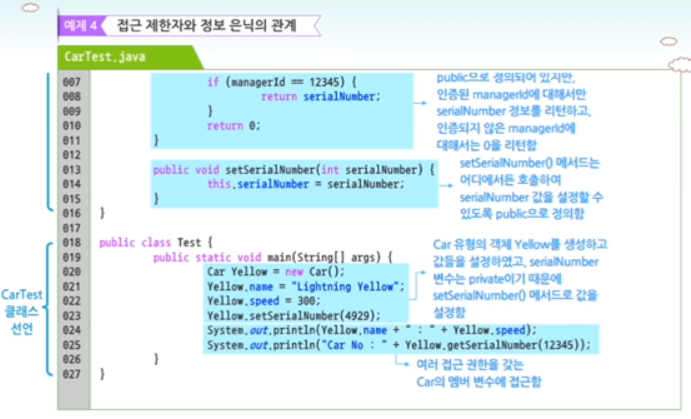 예제 4 접근 제한자와 정보 은닉의 관계
CarTest.java
007 if (managerId == 12345) {
008 return serialNumber;
009 }
010 return 0;
011 }
012
013 public void setSerialNumber(int serialNumber) {
014 this.serialNumber = serialNumber;
015 }
016 }
017
018 public class Test {
019 public static void main(String[] args) {
020 Car Yellow = new Car();
021 Yellow.name = "Lightning Yellow";
022 Yellow.speed = 300;
023 Yellow.setSerialNumber(4929);
024 System.out.println(Yellow.name + " : " + Yellow.speed);
025 System.out.println("Car No : " + Yellow.getSerialNumber(12345));
026 }
027 }
public으로 정의되어 있지만,
인증된 managerId에 대해서만
serialNumber 정보를 리턴하고,
인증되지 않은 managerId에
대해서는 0을 리턴함
setSerialNumber() 메서드는
어디에서든 호출하여
serialNumber 값을 설정할 수
있도록 public으로 정의함
CarTest
클래스
선언
Car 유형의 객체 Yellow를 생성하고
값들을 설정하였고, serialNumber
변수는 private이기 때문에
setSerialNumber() 메서드로 값을
설정함
여러 접근 권한을 갖는
Car의 멤버 변수에 접근함